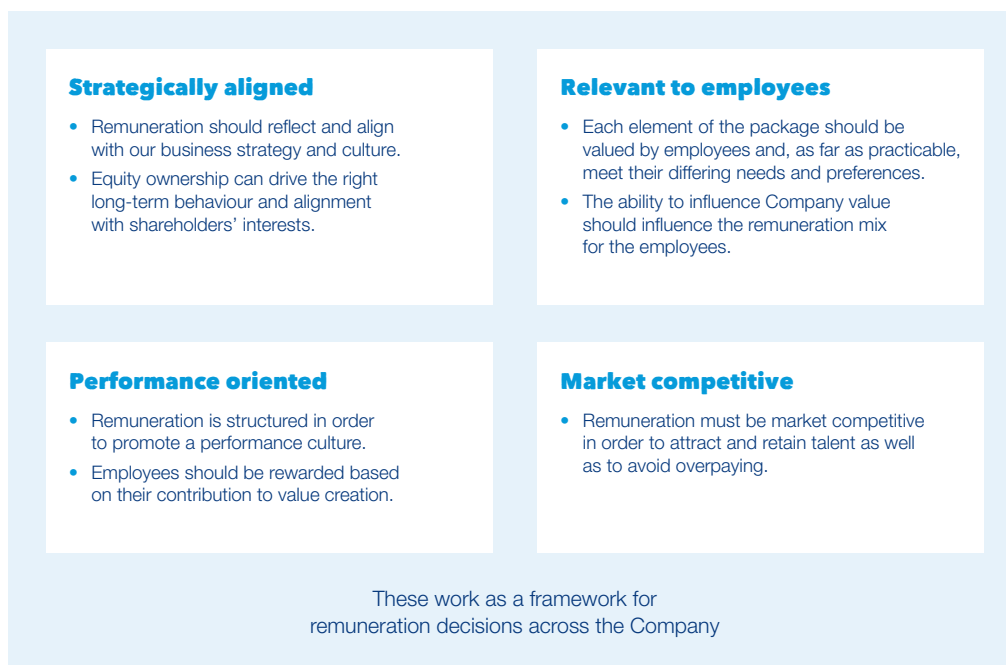 Strategically aligned
• Remuneration should reflect and align
with our business strategy and culture.
• Equity ownership can drive the right
long-term behaviour and alignment
with shareholders’ interests.
Relevant to employees
• Each element of the package should be
valued by employees and, as far as practicable,
meet their differing needs and preferences.
• The ability to influence Company value
should influence the remuneration mix
for the employees.
Performance oriented
• Remuneration is structured in order
to promote a performance culture.
• Employees should be rewarded based
on their contribution to value creation.
Market competitive
• Remuneration must be market competitive
in order to attract and retain talent as well
as to avoid overpaying.
These work as a framework for
remuneration decisions across the Company